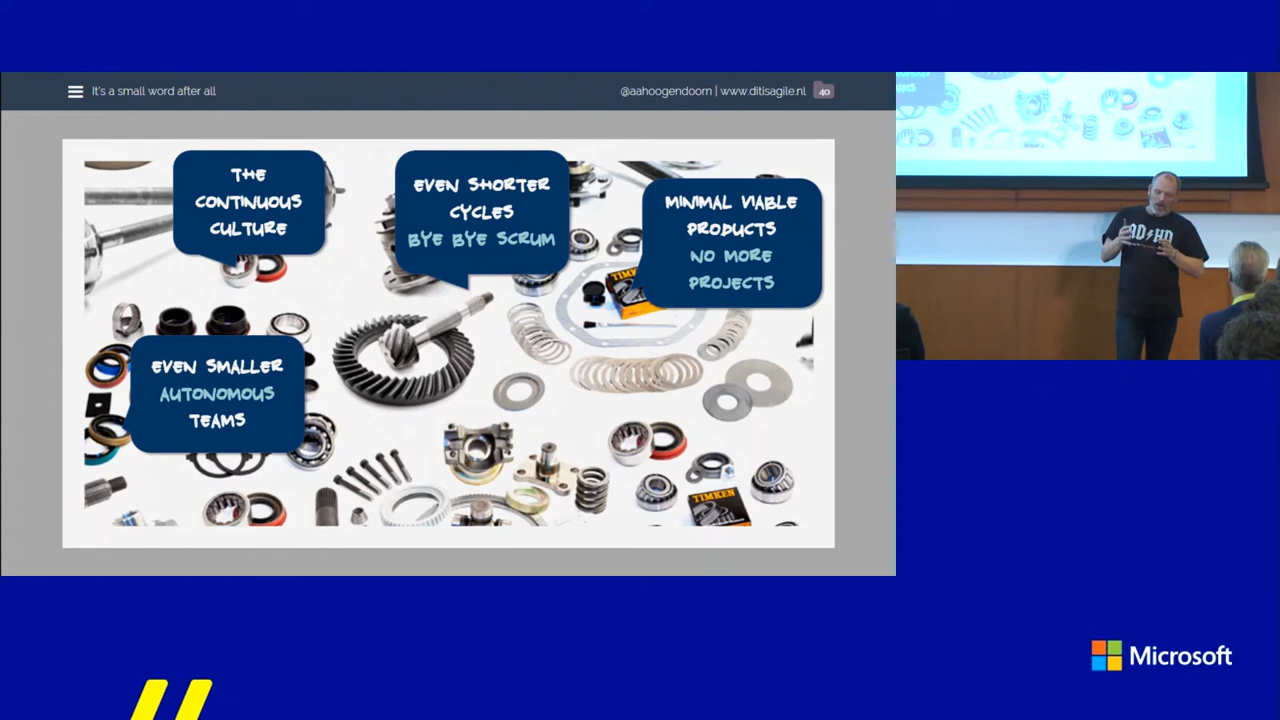 It's a small word after all
@aahoogendoorn | www.ditisagile.nl
40
THE
CONTINUOUS
CULTURE
EVEN SHORTER
CYCLES
BYE BYE SCRUM
MINIMAL VIABLE
PRODUCTS
NO MORE
PROJECTS
EVEN SMALLER
AUTONOMOUS
TEAMS
TIMKEN
TIMKEN
Microsoft